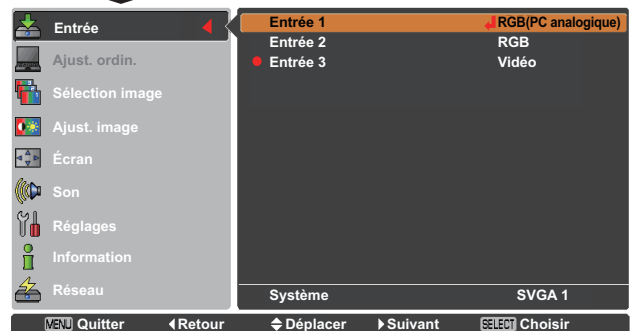 Entrée
Ajust. ordin.
Sélection image
Ajust. image
Écran
Son
Réglages
Information
Réseau
Entrée 1 RGB(PC analogique)
Entrée 2 RGB
Entrée 3 Vidéo
Système SVGA 1
MENU Quitter Retour Déplacer Suivant SELECT Choisir